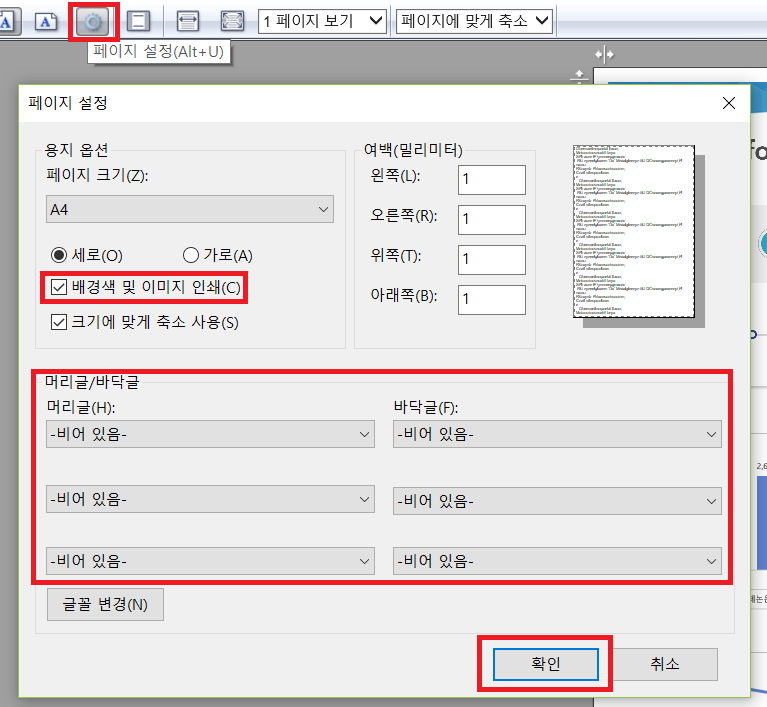 A
A
1 페이지 보기
페이지에 맞게 축소
페이지 설정(Alt+U)
페이지 설정
용지 옵션
페이지 크기(Z):
A4
세로(O)
가로(A)
배경색 및 이미지 인쇄(C)
크기에 맞게 축소 사용(S)
여백(밀리미터)
왼쪽(L):
1
오른쪽(R):
1
위쪽(T):
1
아래쪽(B):
1
fo
머리글/바닥글
머리글(H):
바닥글(F):
-비어 있음-
-비어 있음-
-비어 있음-
-비어 있음-
-비어 있음-
-비어 있음-
2,6
글꼴 변경(N)
확인
취소